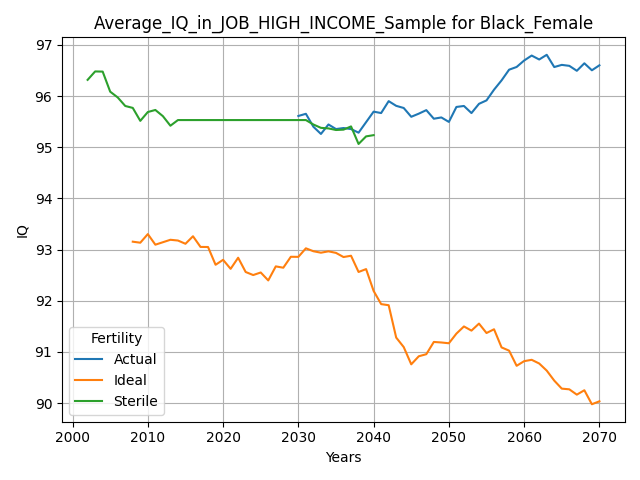 Average_IQ_in_JOB_HIGH_INCOME_Sample for Black_Female
97
96
95
94
93
92
91
90
IQ
Fertility
Actual
Ideal
Sterile
2000 2010 2020 2030 2040 2050 2060 2070
Years